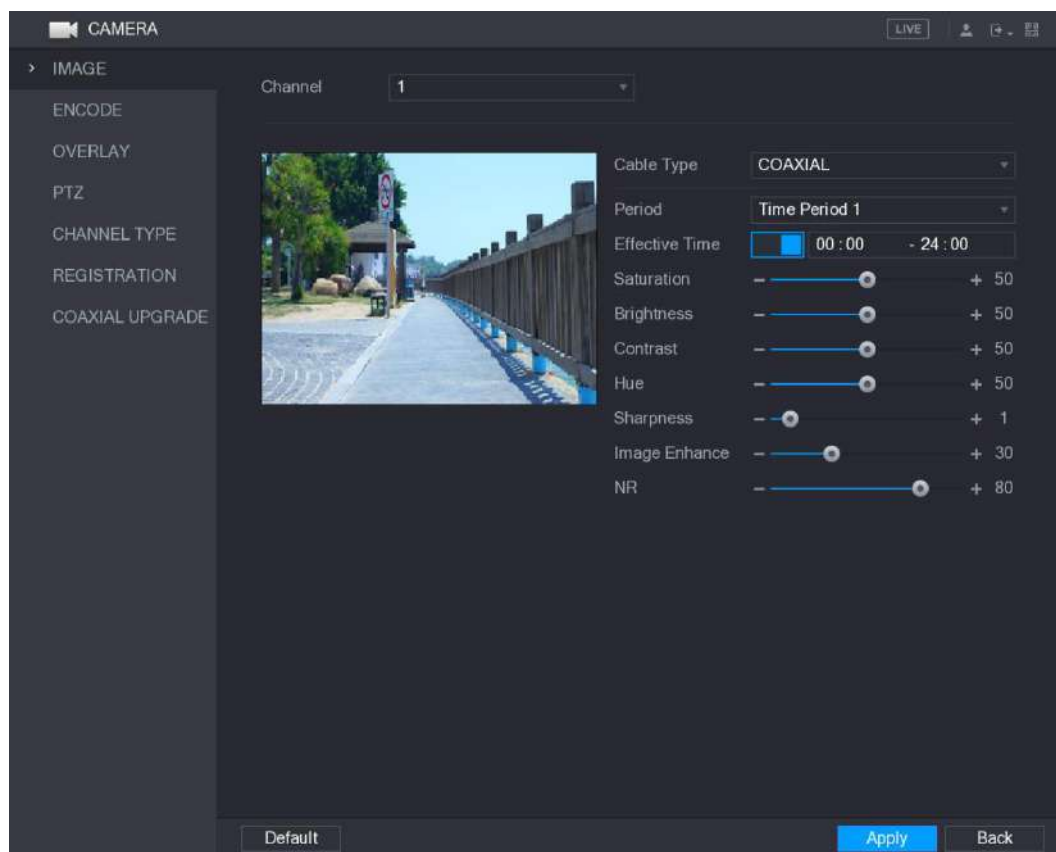 CAMERA
LIVE
IMAGE
ENCODE
OVERLAY
PTZ
CHANNEL TYPE
REGISTRATION
COAXIAL UPGRADE
Channel 1
Cable Type COAXIAL
Period Time Period 1
Effective Time 00 : 00 - 24 : 00
Saturation 50
Brightness 50
Contrast 50
Hue 50
Sharpness 1
Image Enhance 30
NR 80
Default Apply Back